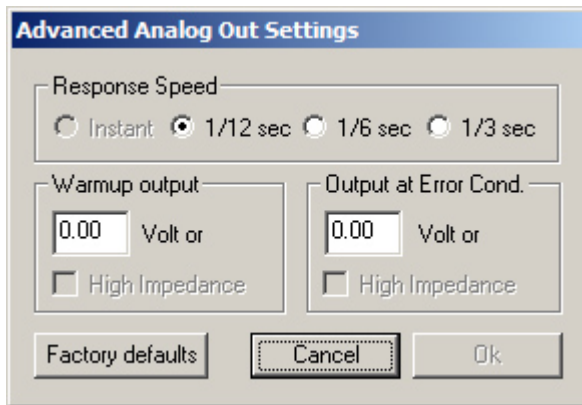 Advanced Analog Out Settings
Response Speed
Instant 1/12 sec 1/6 sec 1/3 sec
Warmup output
0.00 Volt or
High Impedance
Output at Error Cond.
0.00 Volt or
High Impedance
Factory defaults Cancel Ok